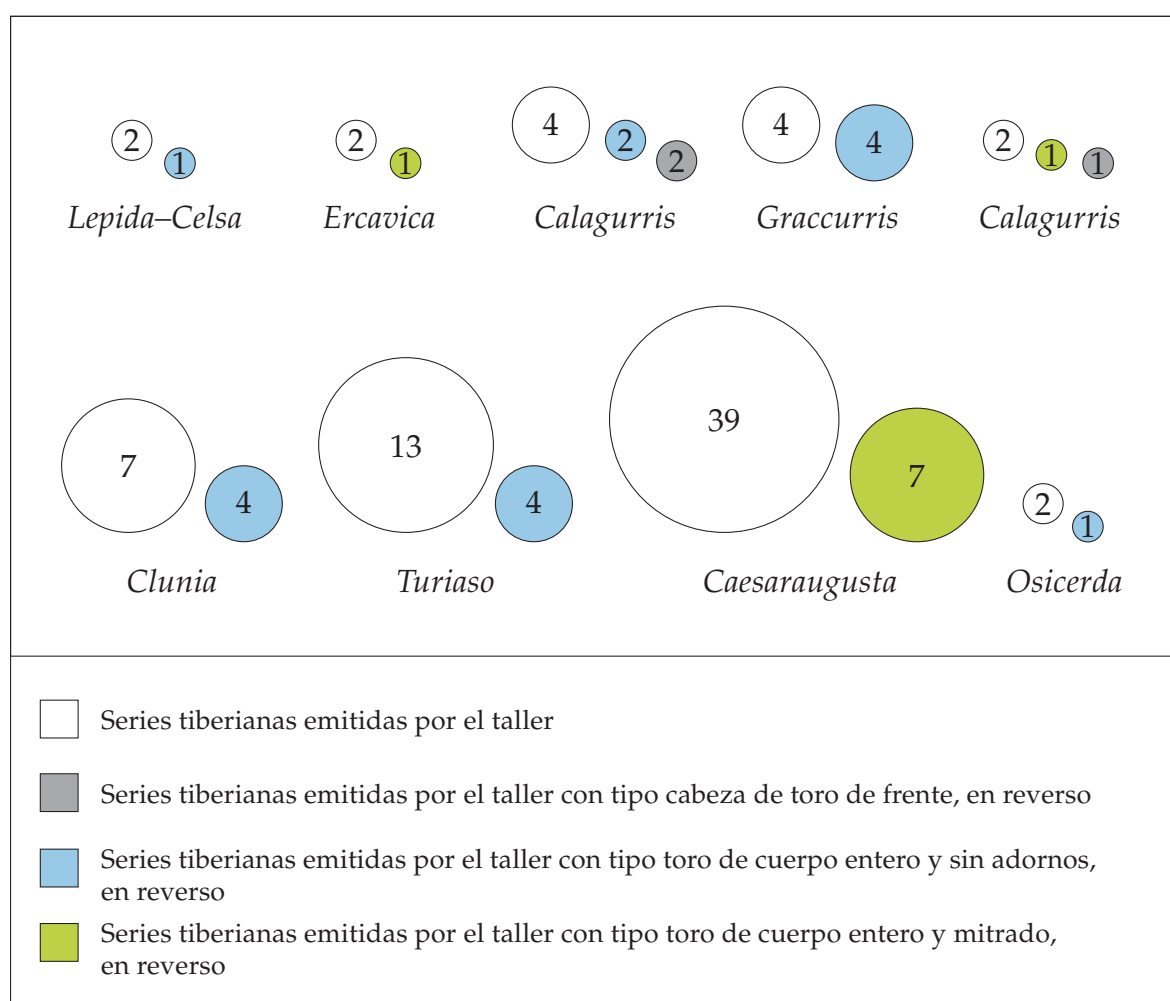 2 1 2 1 4 2 2 4 4 2 1 1
Lepida–Celsa Ercavica Calagurris Graccurris Calagurris
7 4 13 4 39 7 2 1
Clunia Turiaso Caesaraugusta Osicerda
Series tiberianas emitidas por el taller
Series tiberianas emitidas por el taller con tipo cabeza de toro de frente, en reverso
Series tiberianas emitidas por el taller con tipo toro de cuerpo entero y sin adornos,
en reverso
Series tiberianas emitidas por el taller con tipo toro de cuerpo entero y mitrado,
en reverso